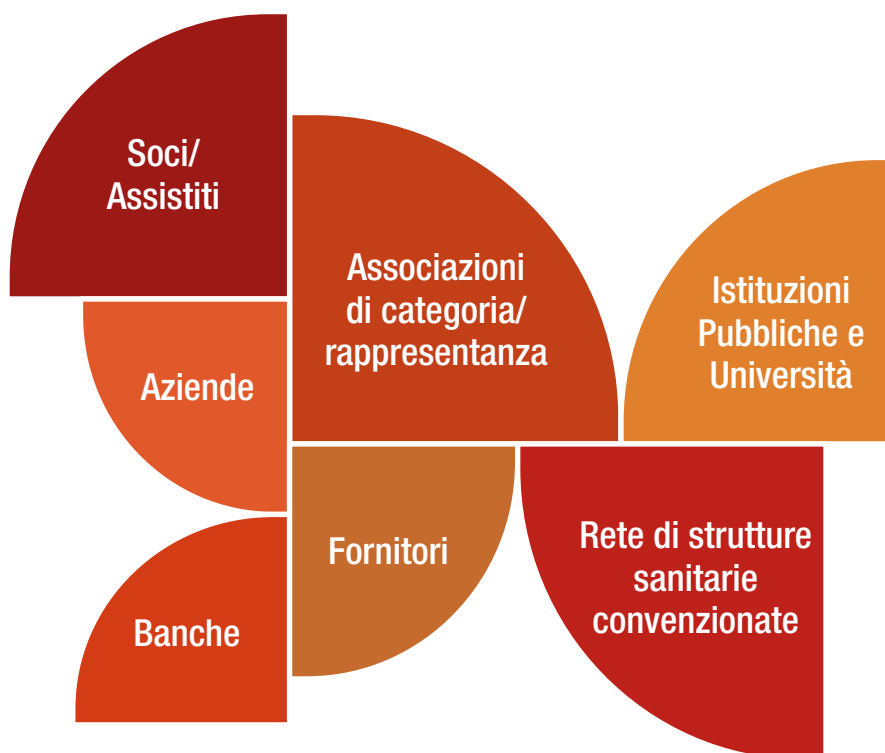 Soci/
Assistiti
Associazioni
di categoria/
rappresentanza
Istituzioni
Pubbliche e
Università
Aziende
Fornitori
Rete di strutture
sanitarie
convenzionate
Banche